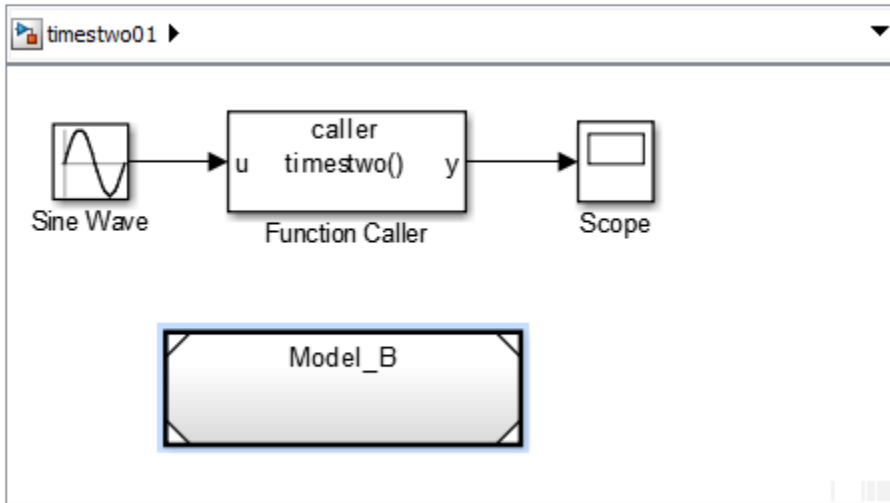 timestwo01
caller
u timestwo() y
Sine Wave
Function Caller
Scope
Model_B